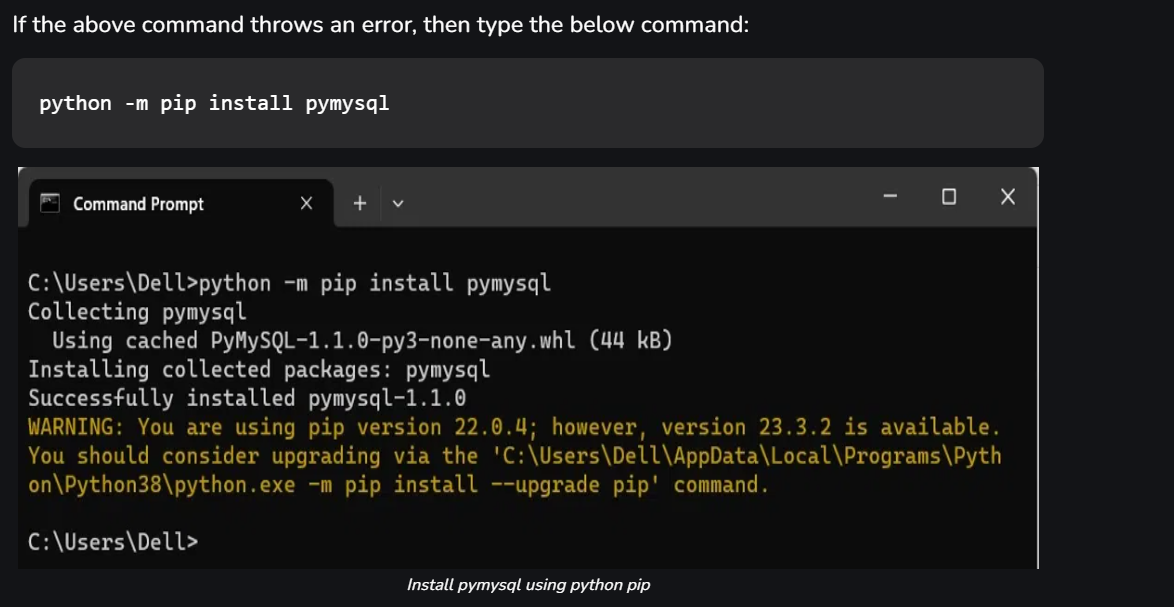 If the above command throws an error, then type the below command:
python -m pip install pymysql
Command Prompt
C:\Users\Dell>python -m pip install pymysql
Collecting pymysql
  Using cached PyMySQL-1.1.0-py3-none-any.whl (44 kB)
Installing collected packages: pymysql
Successfully installed pymysql-1.1.0
WARNING: You are using pip version 22.0.4; however, version 23.3.2 is available.
You should consider upgrading via the 'C:\Users\Dell\AppData\Local\Programs\Pyth
on\Python38\python.exe -m pip install --upgrade pip' command.
C:\Users\Dell>
Install pymysql using python pip